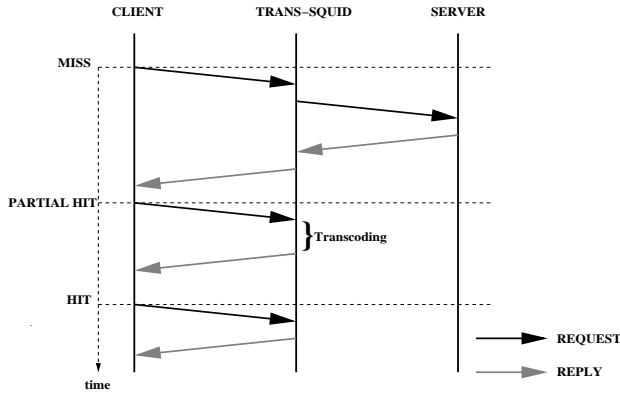 CLIENT
TRANS-SQUID
SERVER
MISS
PARTIAL HIT
}Transcoding
HIT
REQUEST
REPLY
time